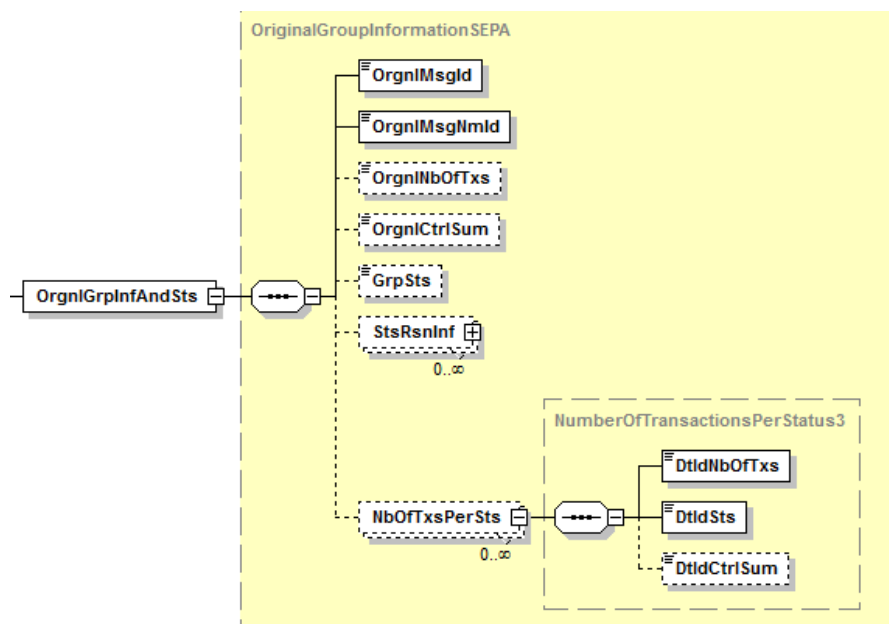 OriginalGroupInformationSEPA
OrgnlMsgId
OrgnlMsgNmId
OrgnlNbOfTxs
OrgnlCtrlSum
GrpSts
OrgnlGrpInfAndSts
StsRsnInf
0..∞
NumberOfTransactionsPerStatus3
DtldNbOfTxs
NbOfTxsPerSts
0..∞
DtldSts
DtldCtrlSum